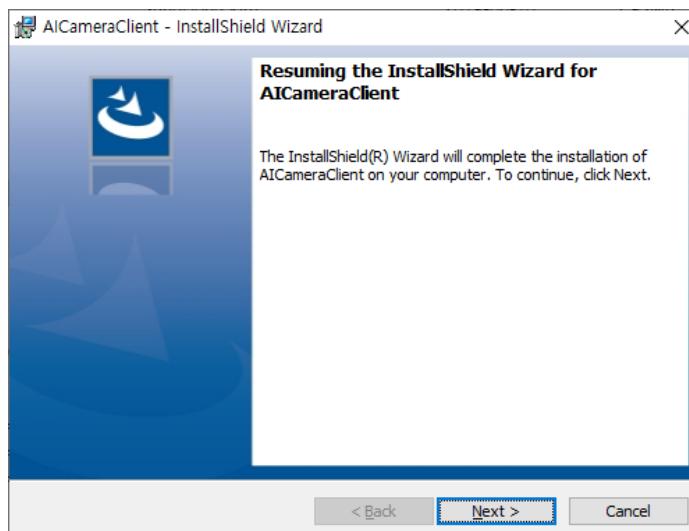 AICameraClient - InstallShield Wizard
Resuming the InstallShield Wizard for
AICameraClient
The InstallShield(R) Wizard will complete the installation of
AICameraClient on your computer. To continue, click Next.
< Back
Next >
Cancel